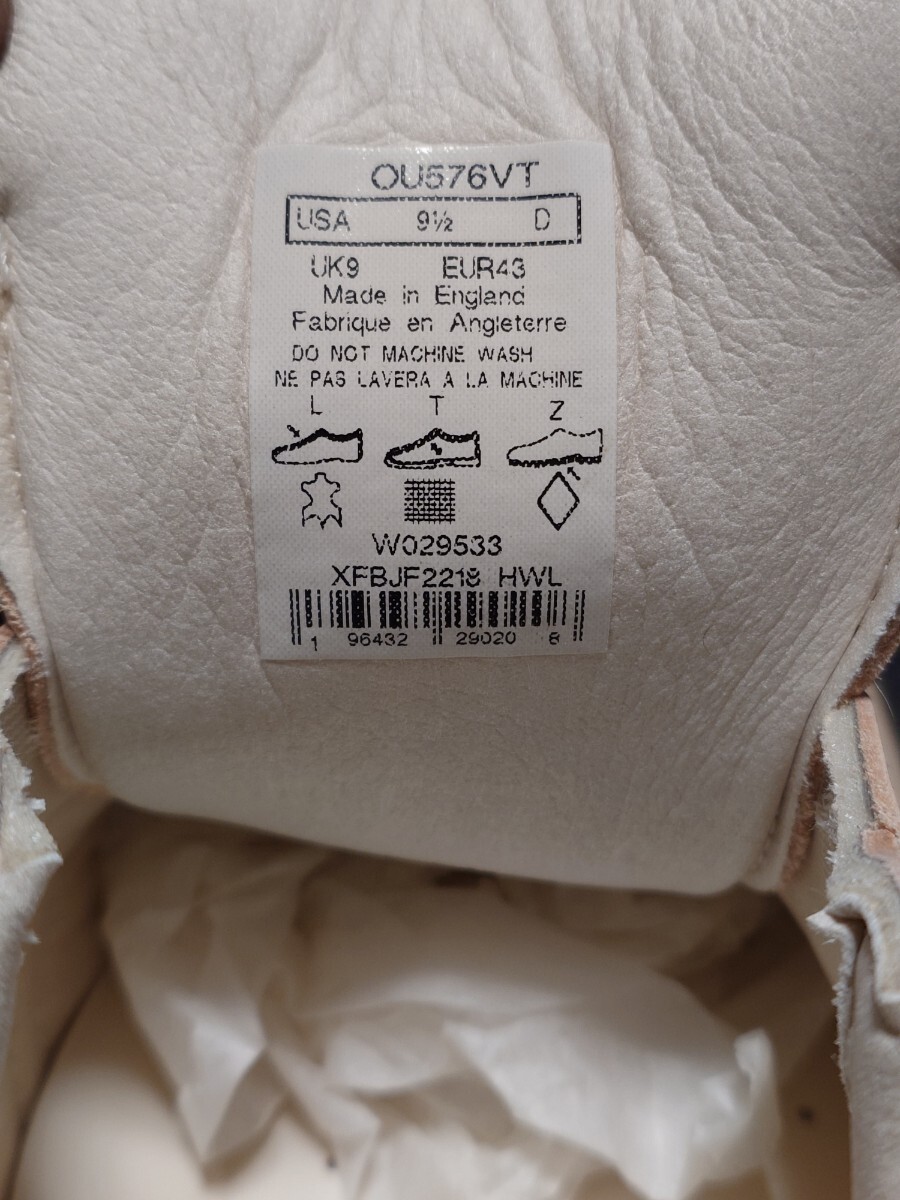 OU576VT
USA 9½ D
UK9 EUR43
Made in England
Fabrique en Angleterre
DO NOT MACHINE WASH
NE PAS LAVERA A LA MACHINE
L T Z
W029533
XFBJF2218 HWL
1 96432 29020 8